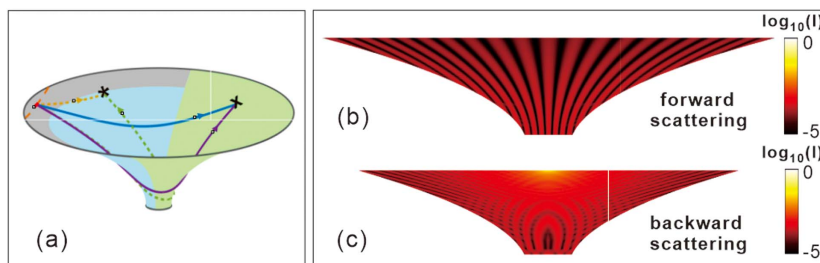 (a)
log₁₀(I)
0
(b)
forward
scattering
-5
log₁₀(I)
0
(c)
backward
scattering
-5